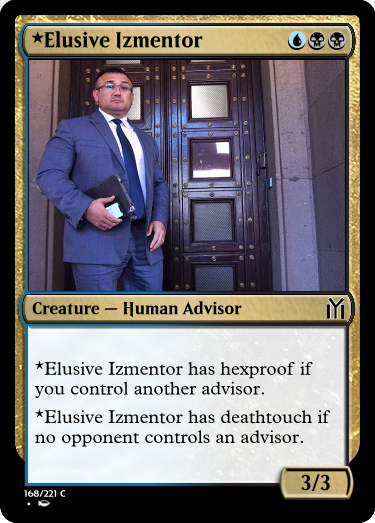 ★Elusive Izmentor
Creature — Human Advisor
★Elusive Izmentor has hexproof if
you control another advisor.
★Elusive Izmentor has deathtouch if
no opponent controls an advisor.
3/3
168/221 C